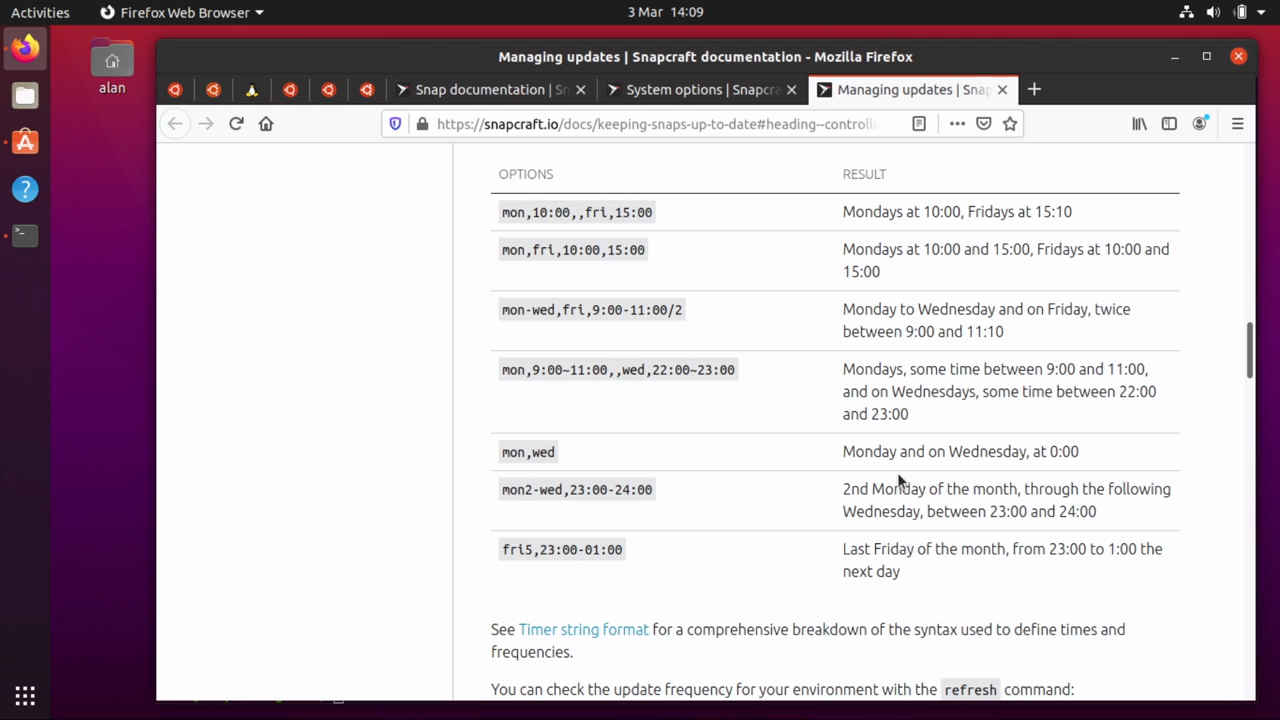 Activities
Firefox Web Browser
3 Mar 14:09
alan
Managing updates | Snapcraft documentation - Mozilla Firefox
Snap documentation | Sn
System options | Snapcra
Managing updates | Snap
https://snapcraft.io/docs/keeping-snaps-up-to-date#heading--controlli
OPTIONS RESULT
mon,10:00,,fri,15:00 Mondays at 10:00, Fridays at 15:10
mon,fri,10:00,15:00 Mondays at 10:00 and 15:00, Fridays at 10:00 and
15:00
mon-wed,fri,9:00-11:00/2 Monday to Wednesday and on Friday, twice
between 9:00 and 11:10
mon,9:00~11:00,,wed,22:00~23:00 Mondays, some time between 9:00 and 11:00,
and on Wednesdays, some time between 22:00
and 23:00
mon,wed Monday and on Wednesday, at 0:00
mon2-wed,23:00-24:00 2nd Monday of the month, through the following
Wednesday, between 23:00 and 24:00
fri5,23:00-01:00 Last Friday of the month, from 23:00 to 1:00 the
next day
See Timer string format for a comprehensive breakdown of the syntax used to define times and
frequencies.
You can check the update frequency for your environment with the refresh command: